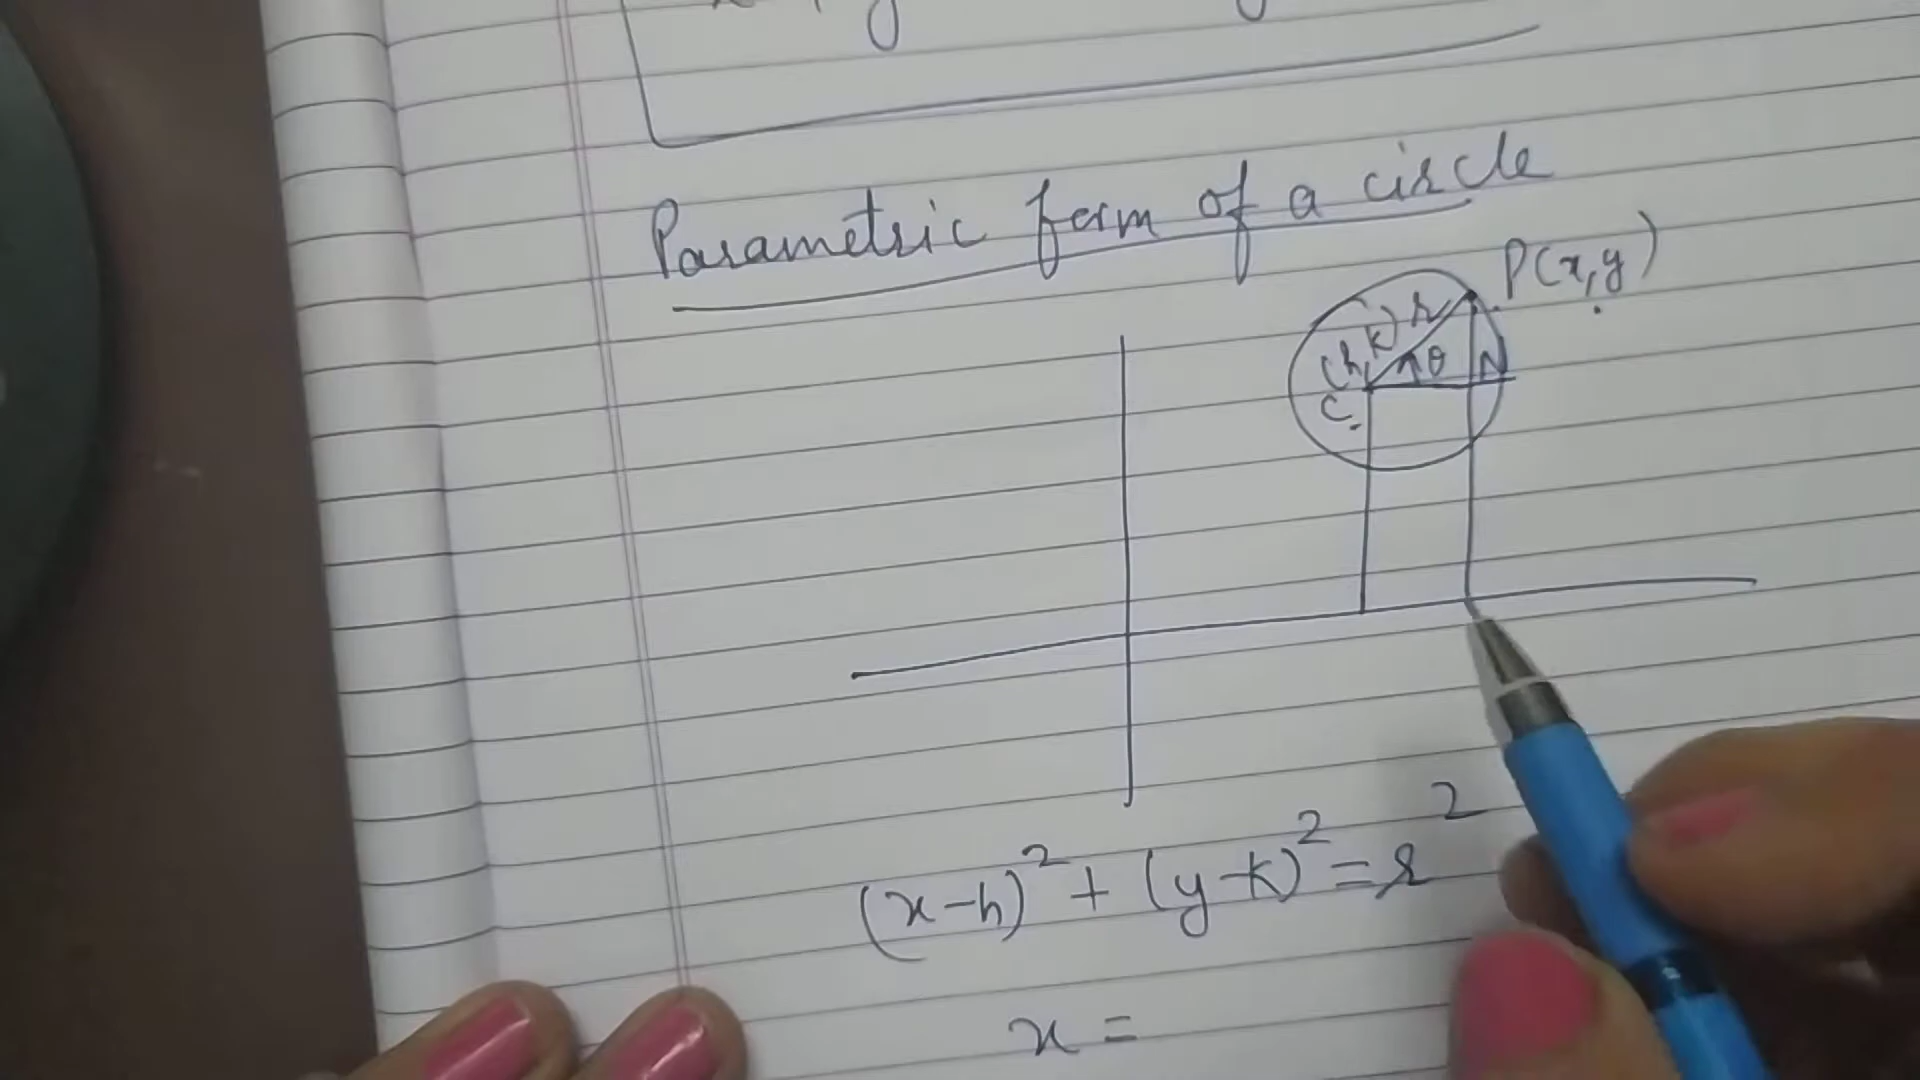 Parametric form of a circle
P(x,y)
(h,k) r
θ N
C
(x-h)² + (y-k)² = r²
x =